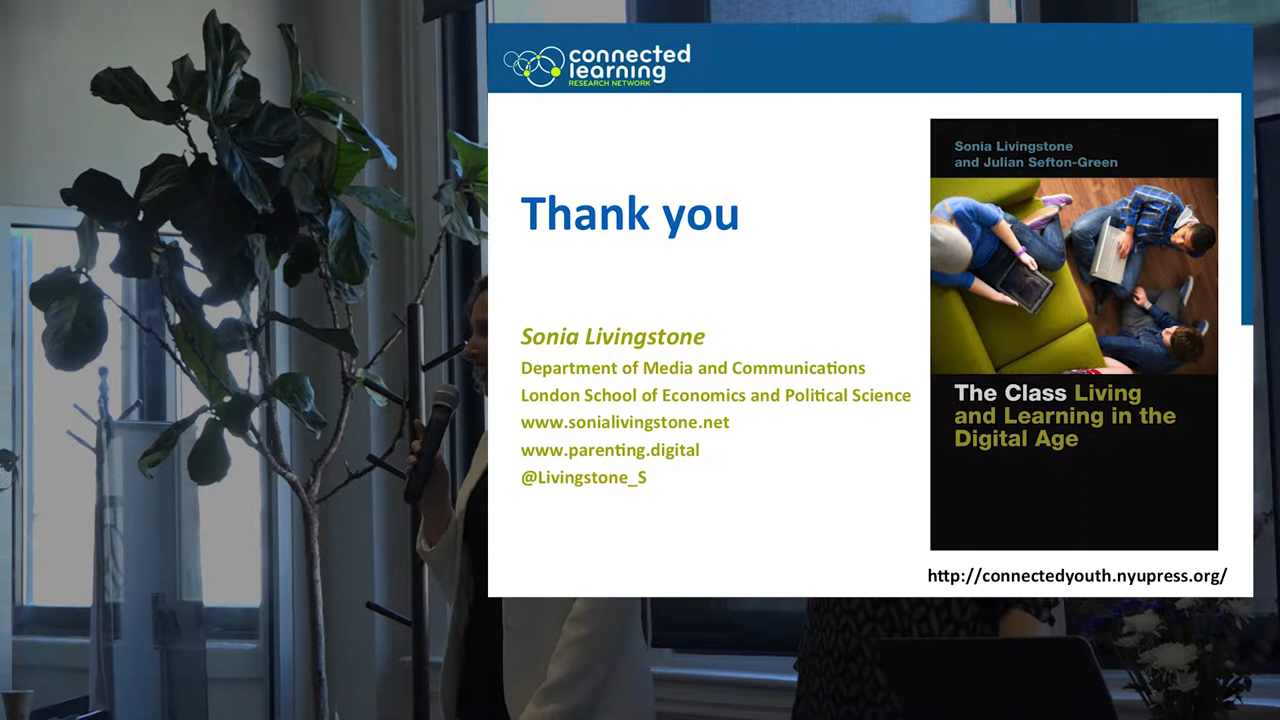 connected
learning
RESEARCH NETWORK
Sonia Livingstone
and Julian Sefton-Green
Thank you
Sonia Livingstone
Department of Media and Communications
London School of Economics and Political Science
www.sonialivingstone.net
www.parenting.digital
@Livingstone_S
The Class Living
and Learning in the
Digital Age
http://connectedyouth.nyupress.org/